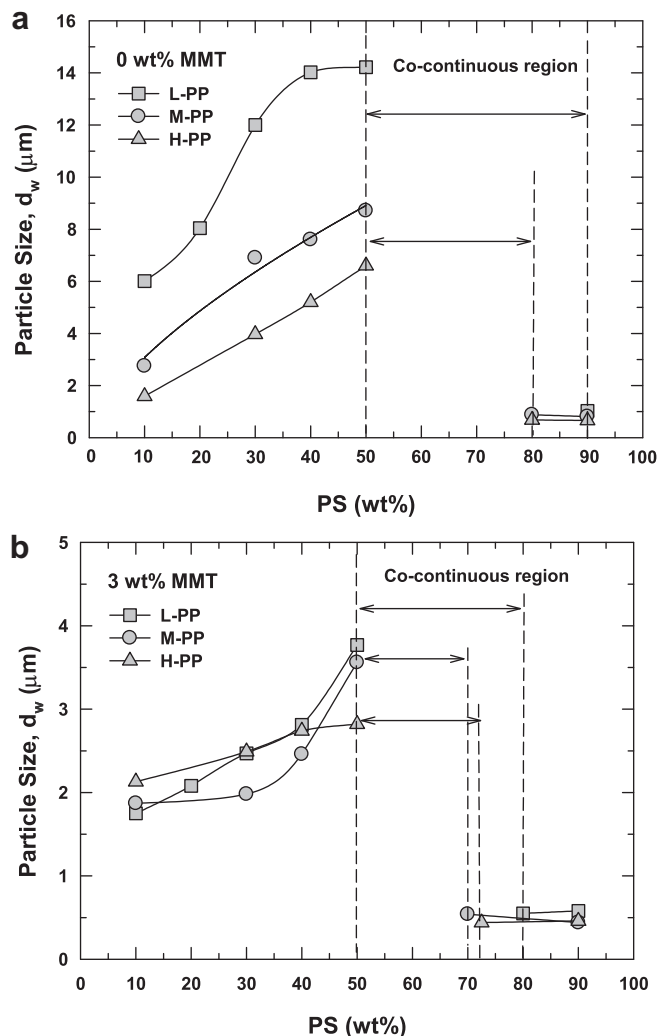 a
16
14
12
10
8
6
4
2
0
Particle Size, d_w (μm)
0 wt% MMT
L-PP
M-PP
H-PP
Co-continuous region
0 10 20 30 40 50 60 70 80 90 100
PS (wt%)
b
5
4
3
2
1
0
Particle Size, d_w (μm)
3 wt% MMT
L-PP
M-PP
H-PP
Co-continuous region
0 10 20 30 40 50 60 70 80 90 100
PS (wt%)